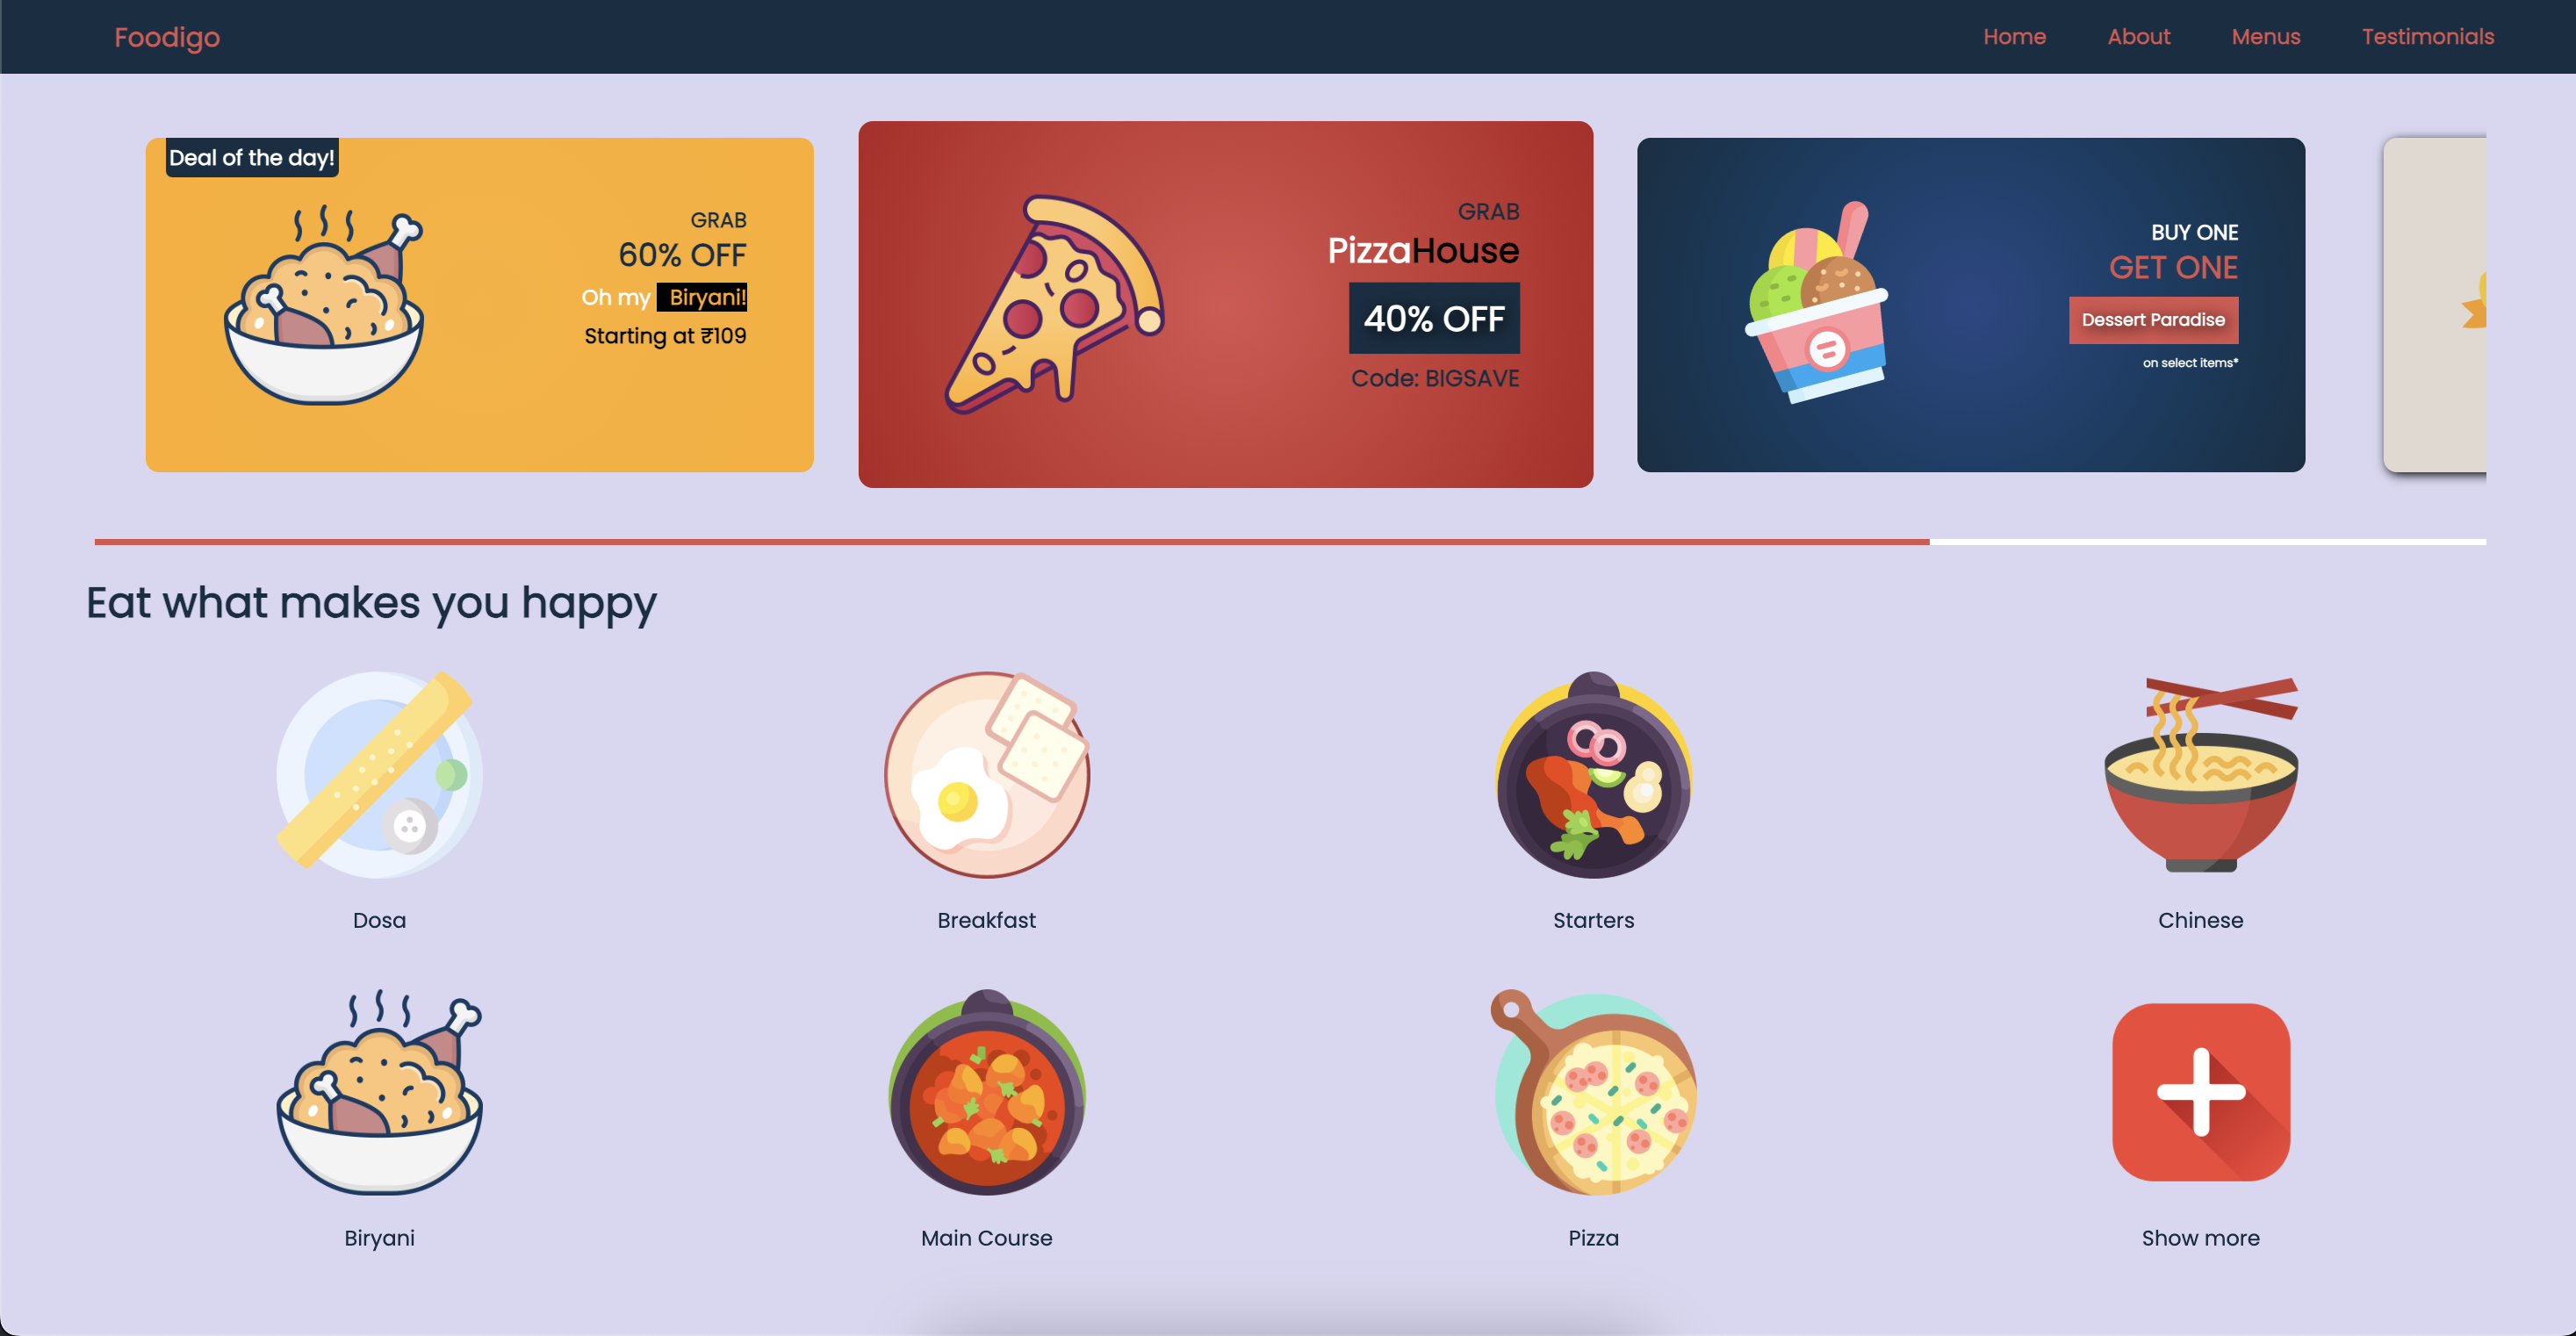 Foodigo
Home About Menus Testimonials
Deal of the day!
GRAB
60% OFF
Oh my Biryani!
Starting at ₹109
GRAB
PizzaHouse
40% OFF
Code: BIGSAVE
BUY ONE
GET ONE
Dessert Paradise
on select items*
Eat what makes you happy
Dosa
Breakfast
Starters
Chinese
Biryani
Main Course
Pizza
Show more